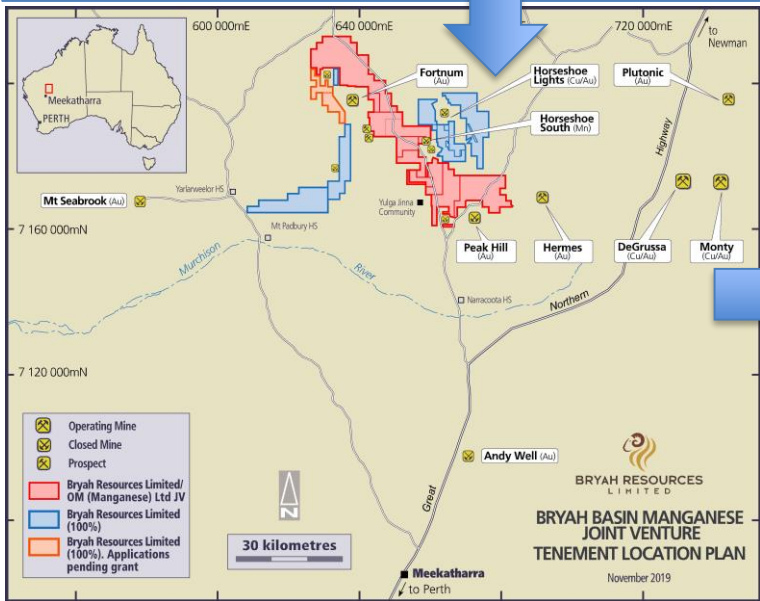 600 000mE
640 000mE
720 000mE
to
Newman
Meekatharra
PERTH
Fortnum
(Au)
Horseshoe
Lights (Cu/Au)
Plutonic
(Au)
Horseshoe
South (Mn)
Highway
Mt Seabrook (Au)
Yarlarweelor HS
Yulga Jinna
Community
7 160 000mN
Mt Padbury HS
Peak Hill
(Au)
Hermes
(Au)
DeGrussa
(Cu/Au)
Monty
(Cu/Au)
Murchison
River
Narracoota HS
Northern
7 120 000mN
Operating Mine
Closed Mine
Prospect
Bryah Resources Limited/
OM (Manganese) Ltd JV
Bryah Resources Limited
(100%)
Bryah Resources Limited
(100%). Applications
pending grant
N
30 kilometres
Andy Well (Au)
Great
Meekatharra
to Perth
BRYAH RESOURCES
LIMITED
BRYAH BASIN MANGANESE
JOINT VENTURE
TENEMENT LOCATION PLAN
November 2019